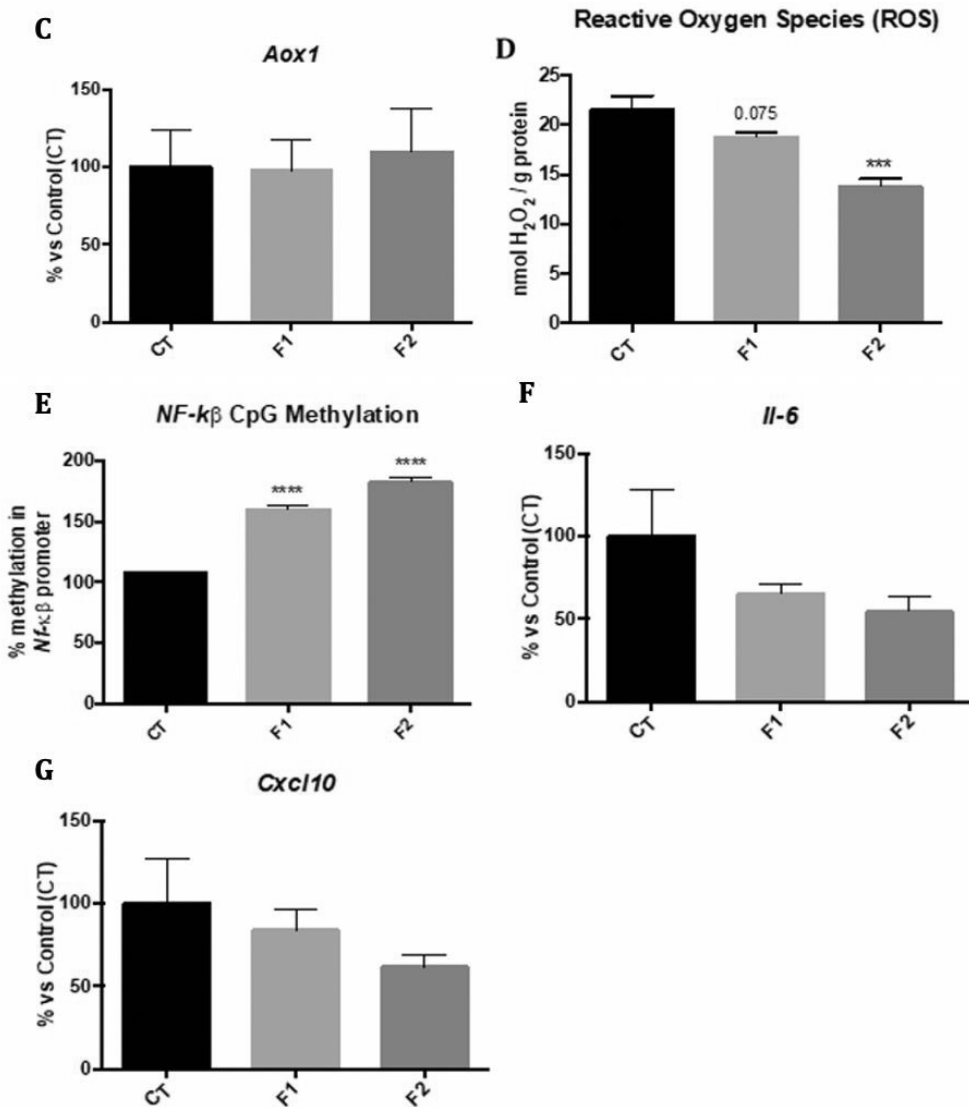 C
Aox1
% vs Control (CT)
150
100
50
0
CT
F1
F2
Reactive Oxygen Species (ROS)
D
nmol H2O2 / g protein
25
20
15
10
5
0
0.075
***
CT
F1
F2
E
NF-kβ CpG Methylation
% methylation in
Nf-κβ promoter
200
150
100
50
0
****
****
CT
F1
F2
F
Il-6
% vs Control (CT)
150
100
50
0
CT
F1
F2
G
Cxcl10
% vs Control (CT)
150
100
50
0
CT
F1
F2